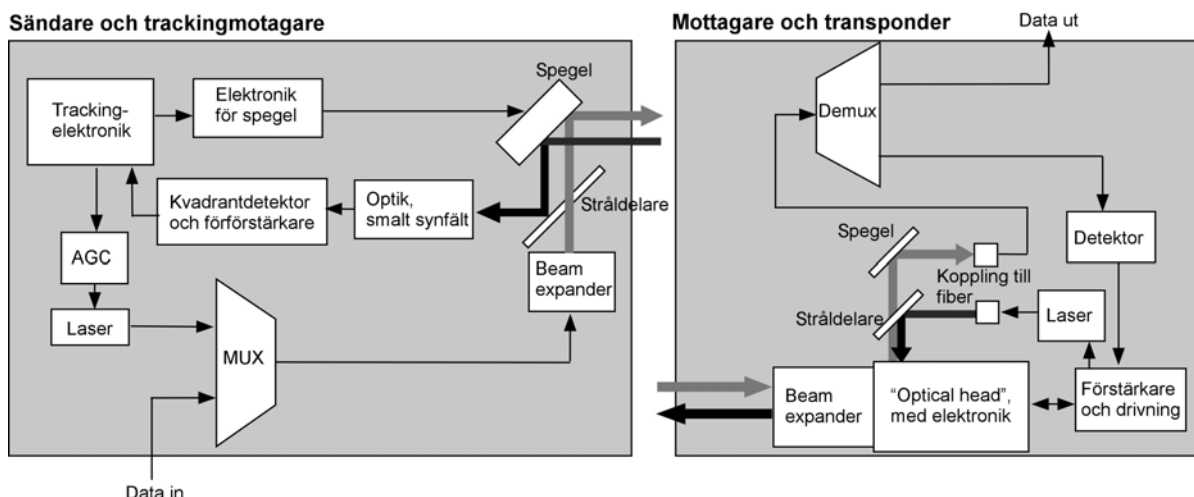 Sändare och trackingmotagare
Mottagare och transponder
Data ut
Spegel
Tracking-
elektronik
Elektronik
för spegel
Demux
Kvadrantdetektor
och förförstärkare
Optik,
smalt synfält
Stråldelare
Spegel
Detektor
AGC
Beam
expander
Koppling till
fiber
Laser
Stråldelare
Laser
MUX
Beam
expander
“Optical head”,
med elektronik
Förstärkare
och drivning
Data in